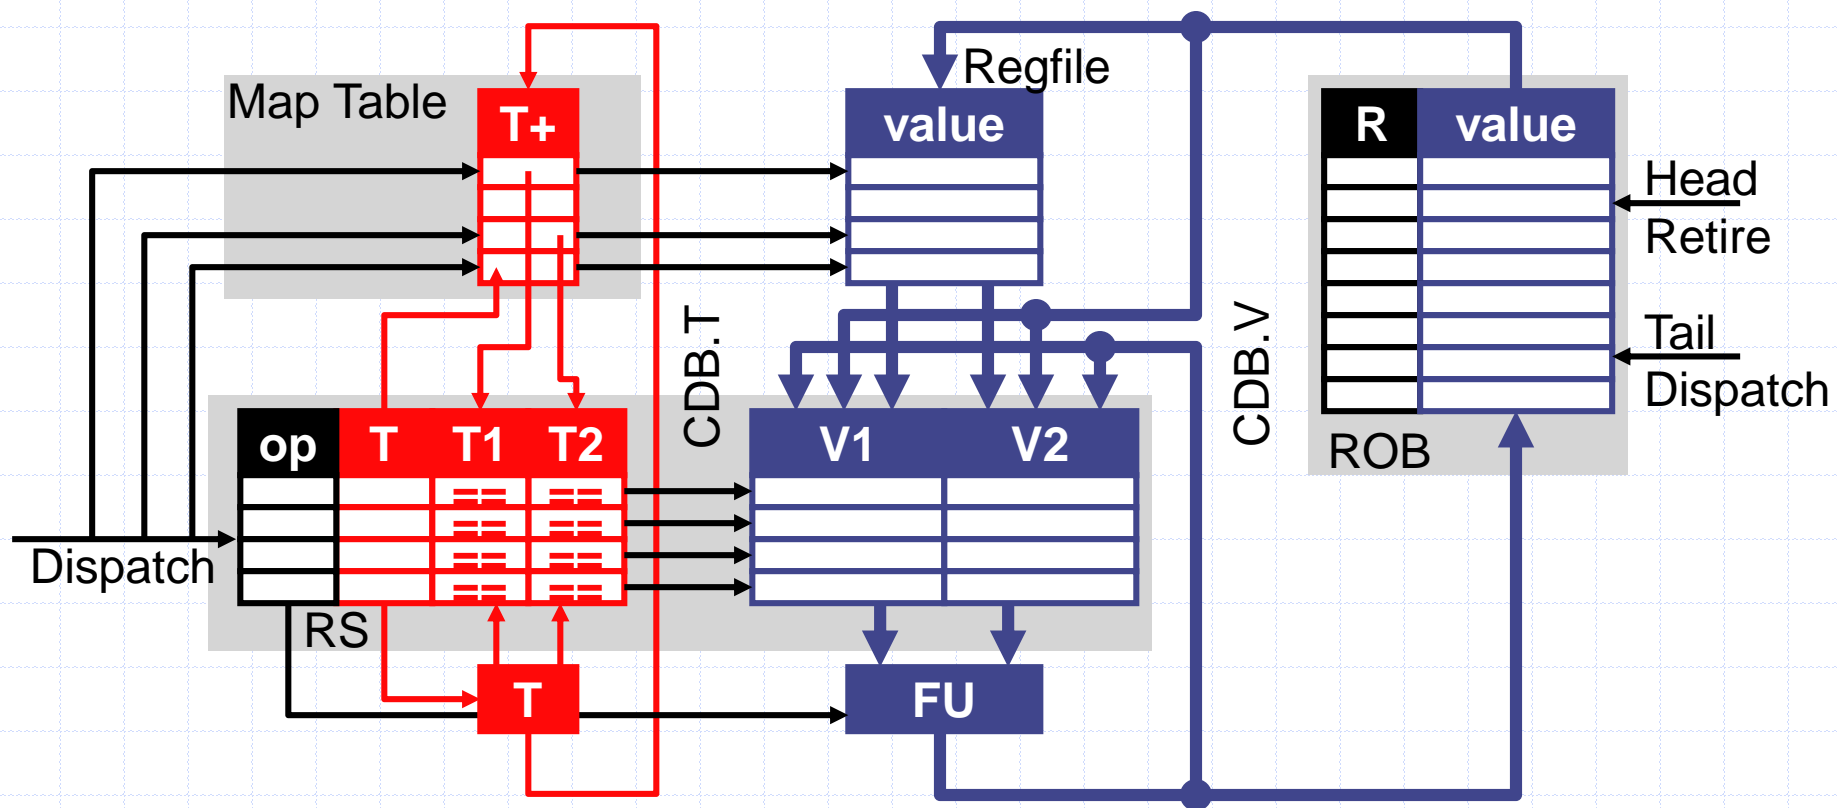 Regfile
Map Table
T+
value
R
value
Head
Retire
CDB.T
CDB.V
Tail
Dispatch
op
T
T1
T2
V1
V2
ROB
== ==
== ==
== ==
== ==
Dispatch
RS
T
FU